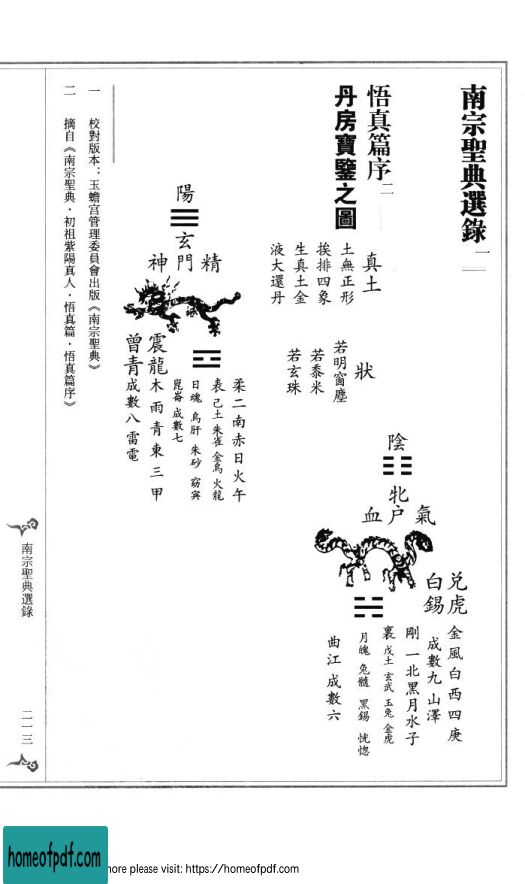 南宗聖典選錄一
悟真篇序二
丹房寶鑒之圖
真土
土無正形
挨排四象
生真土金
液大還丹
狀
若明窗塵
若黍米
若玄珠
陰
牝戶
氣
血
兌虎
白錫
金風白西四庚
成數九山澤
剛一北黑月水子
裏戊土玄武玉兔金虎
月魄兔髓黑錫恍惚
曲江成數六
陽
玄門
精
神
震龍木雨青東三甲
曾青成數八雷電
柔二南赤日火午
表己土朱雀金烏火龍
日魂烏肝朱砂窈冥
崑崙成數七
一 校對版本：玉蟾宮管理委員會出版《南宗聖典》
二 摘自《南宗聖典·初祖紫陽真人·悟真篇·悟真篇序》
南宗聖典選錄
二一三
homeofpdf.com
more please visit: https://homeofpdf.com